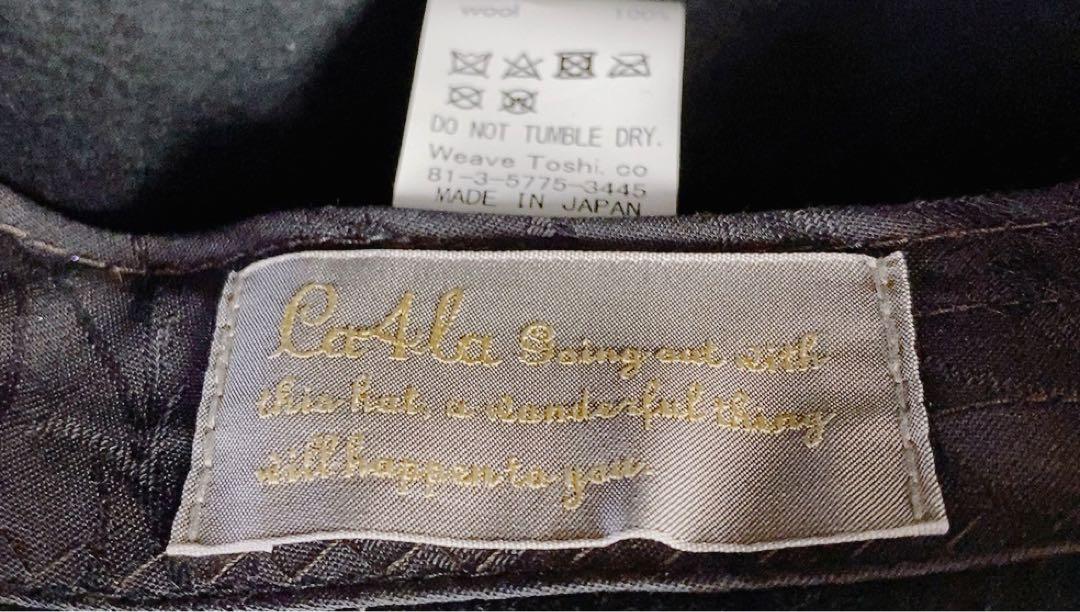 wool 100%
DO NOT TUMBLE DRY.
Weave Toshi. co
81-3-5775-3445
MADE IN JAPAN
Ca4la Going out with
this hat, a wonderful thing
will happen to you.